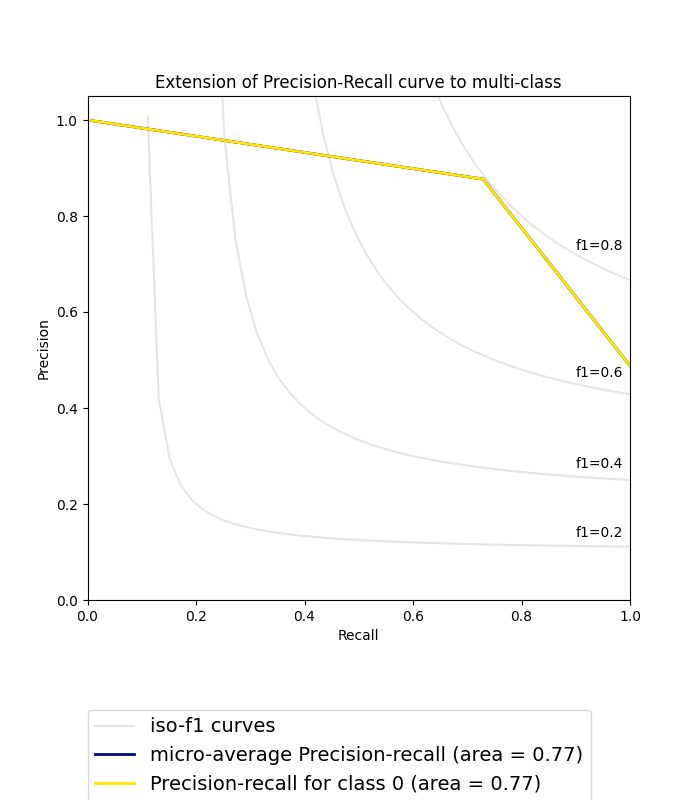 Extension of Precision-Recall curve to multi-class
1.0
0.8
f1=0.8
0.6
Precision
f1=0.6
0.4
f1=0.4
0.2
f1=0.2
0.0
0.0 0.2 0.4 0.6 0.8 1.0
Recall
iso-f1 curves
micro-average Precision-recall (area = 0.77)
Precision-recall for class 0 (area = 0.77)